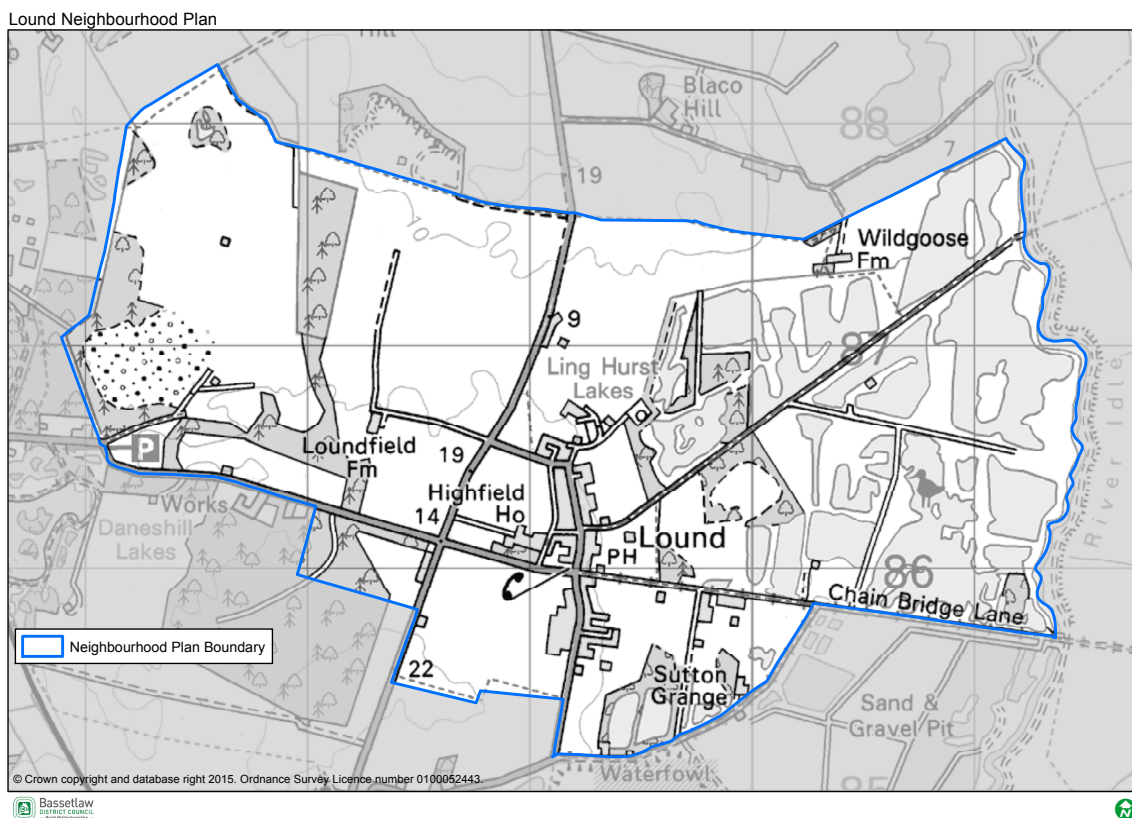 Lound Neighbourhood Plan
Hill
Blaco
Hill
88
7
19
Wildgoose
Fm
9
87
Ling Hurst
Lakes
River Idle
P
Loundfield
Fm
19
Highfield
Ho
14
Works
Daneshill
Lakes
PH
Lound
86
Chain Bridge Lane
Neighbourhood Plan Boundary
22
Sutton
Grange
Sand &
Gravel Pit
Waterfowl
85
© Crown copyright and database right 2015. Ordnance Survey Licence number 0100052443.
Bassetlaw
DISTRICT COUNCIL
N